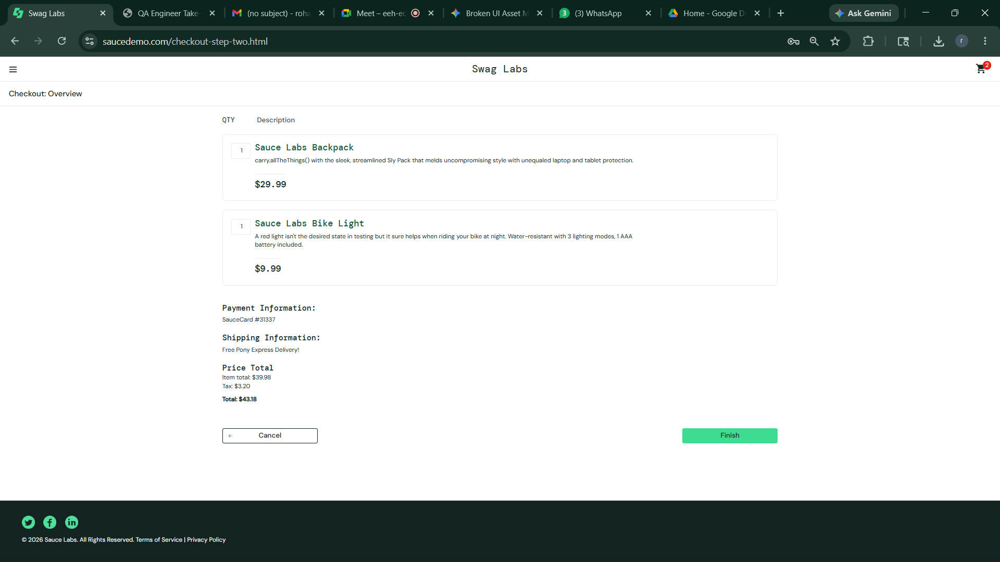 Swag Labs
QA Engineer Take-
(no subject) - roha
Meet – eeh-ec
Broken UI Asset M
3 (3) WhatsApp
Home - Google D
Ask Gemini
saucedemo.com/checkout-step-two.html
r
Swag Labs
2
Checkout: Overview
QTY Description
1 Sauce Labs Backpack
carry.allTheThings() with the sleek, streamlined Sly Pack that melds uncompromising style with unequaled laptop and tablet protection.
$29.99
1 Sauce Labs Bike Light
A red light isn't the desired state in testing but it sure helps when riding your bike at night. Water-resistant with 3 lighting modes, 1 AAA
battery included.
$9.99
Payment Information:
SauceCard #31337
Shipping Information:
Free Pony Express Delivery!
Price Total
Item total: $39.98
Tax: $3.20
Total: $43.18
Cancel
Finish
© 2026 Sauce Labs. All Rights Reserved. Terms of Service | Privacy Policy